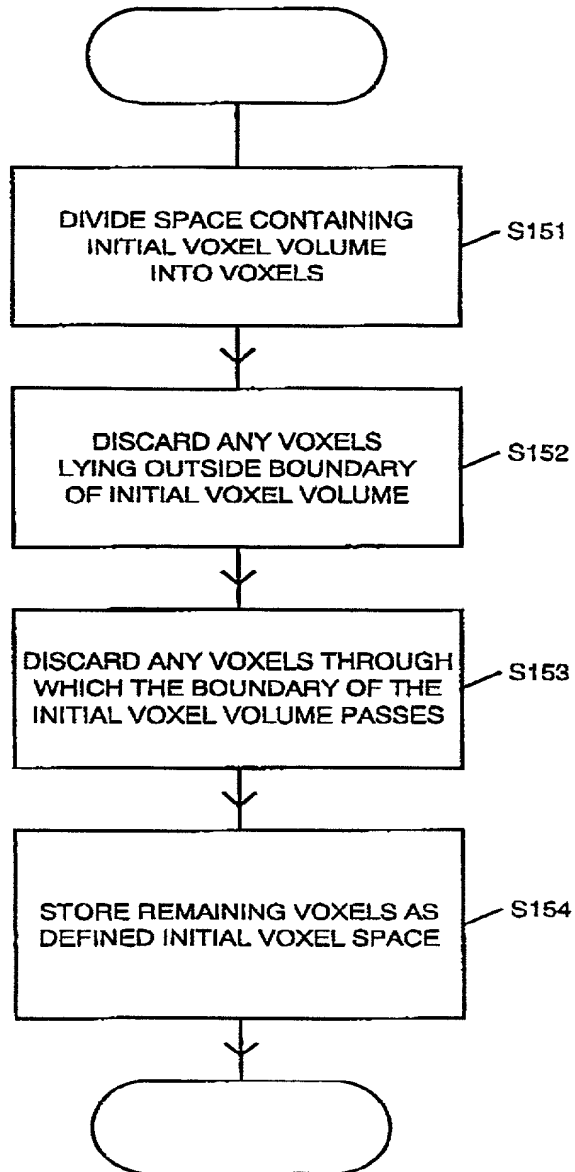 DIVIDE SPACE CONTAINING
INITIAL VOXEL VOLUME
INTO VOXELS
S151
DISCARD ANY VOXELS
LYING OUTSIDE BOUNDARY
OF INITIAL VOXEL VOLUME
S152
DISCARD ANY VOXELS THROUGH
WHICH THE BOUNDARY OF THE
INITIAL VOXEL VOLUME PASSES
S153
STORE REMAINING VOXELS AS
DEFINED INITIAL VOXEL SPACE
S154